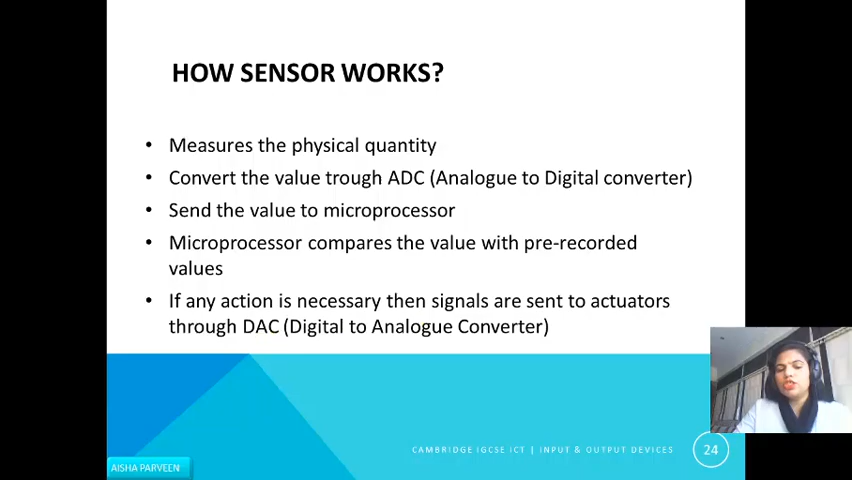 HOW SENSOR WORKS?
• Measures the physical quantity
• Convert the value trough ADC (Analogue to Digital converter)
• Send the value to microprocessor
• Microprocessor compares the value with pre-recorded
values
• If any action is necessary then signals are sent to actuators
through DAC (Digital to Analogue Converter)
CAMBRIDGE IGCSE ICT | INPUT & OUTPUT DEVICES
24
AISHA PARVEEN